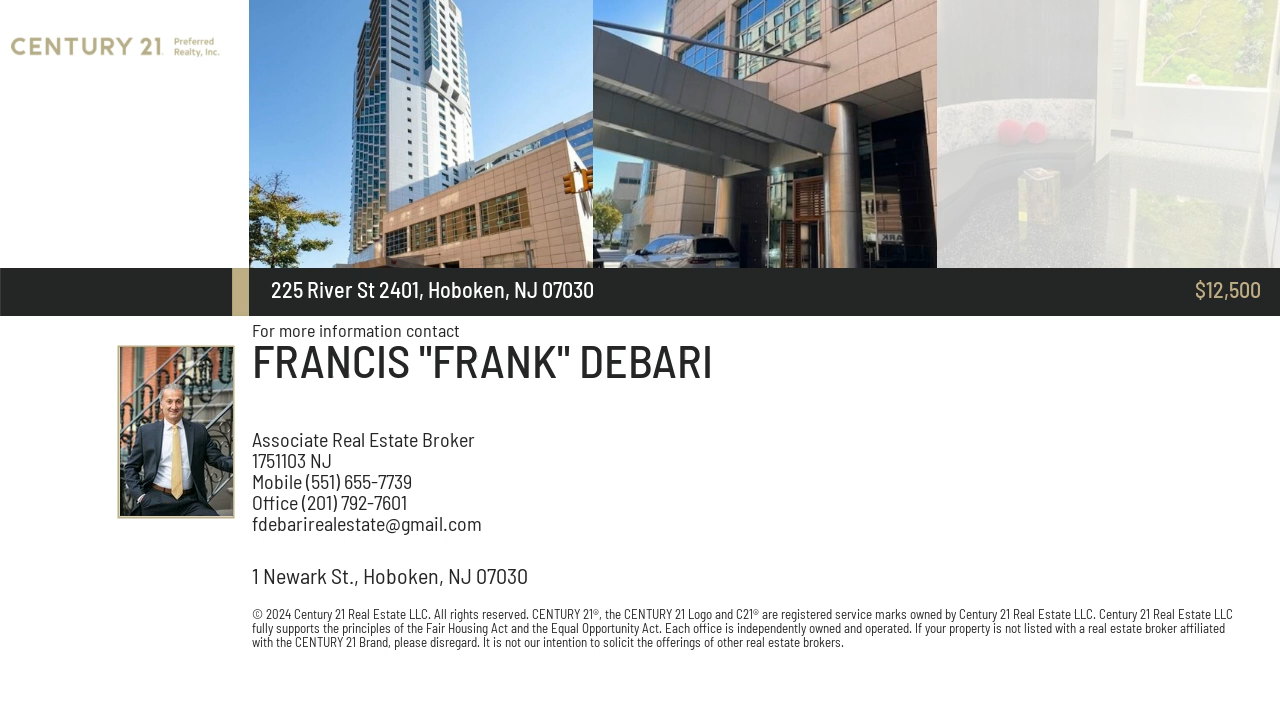 CENTURY 21 Preferred Realty, Inc.
225 River St 2401, Hoboken, NJ 07030
$12,500
For more information contact
FRANCIS "FRANK" DEBARI
Associate Real Estate Broker
1751103 NJ
Mobile (551) 655-7739
Office (201) 792-7601
fdebarirealestate@gmail.com
1 Newark St., Hoboken, NJ 07030
© 2024 Century 21 Real Estate LLC. All rights reserved. CENTURY 21®, the CENTURY 21 Logo and C21® are registered service marks owned by Century 21 Real Estate LLC. Century 21 Real Estate LLC
fully supports the principles of the Fair Housing Act and the Equal Opportunity Act. Each office is independently owned and operated. If your property is not listed with a real estate broker affiliated
with the CENTURY 21 Brand, please disregard. It is not our intention to solicit the offerings of other real estate brokers.